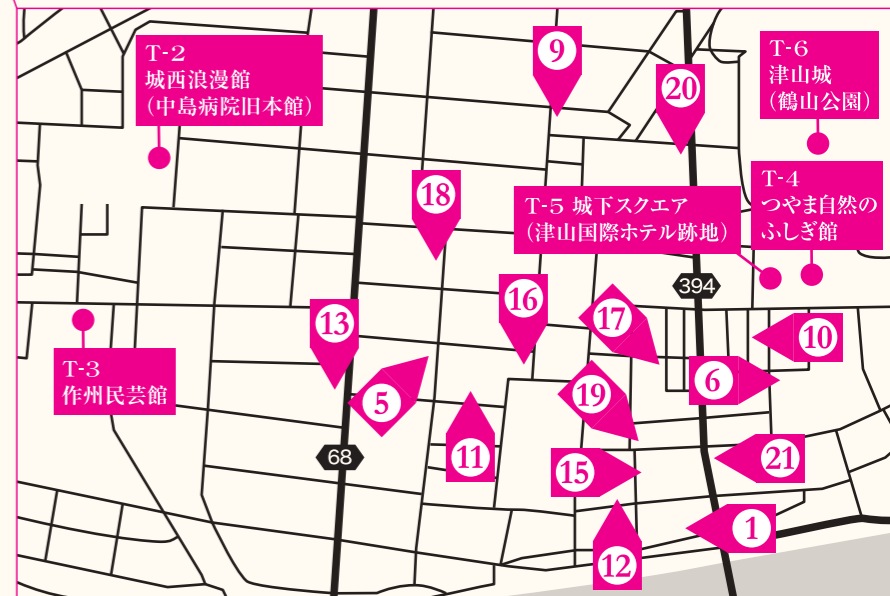 T-2
城西浪漫館
（中島病院旧本館）
9
20
T-6
津山城
（鶴山公園）
18
T-5 城下スクエア
（津山国際ホテル跡地）
T-4
つやま自然の
ふしぎ館
394
16
17
13
10
T-3
作州民芸館
5
6
19
68
11
15
21
12
1